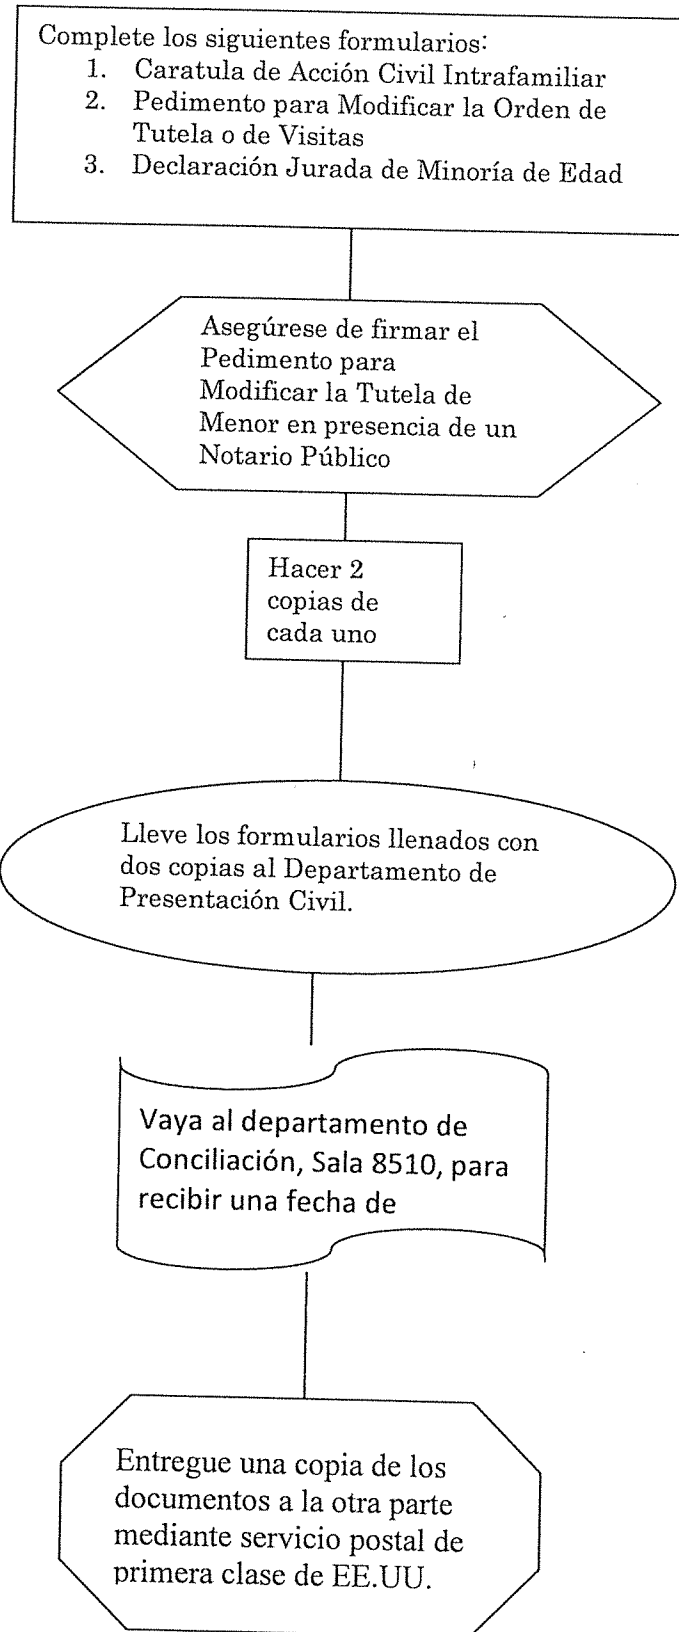 Complete los siguientes formularios:
1. Caratula de Acción Civil Intrafamiliar
2. Pedimento para Modificar la Orden de
Tutela o de Visitas
3. Declaración Jurada de Minoría de Edad
Asegúrese de firmar el
Pedimento para
Modificar la Tutela de
Menor en presencia de un
Notario Público
Hacer 2
copias de
cada uno
Lleve los formularios llenados con
dos copias al Departamento de
Presentación Civil.
Vaya al departamento de
Conciliación, Sala 8510, para
recibir una fecha de
Entregue una copia de los
documentos a la otra parte
mediante servicio postal de
primera clase de EE.UU.